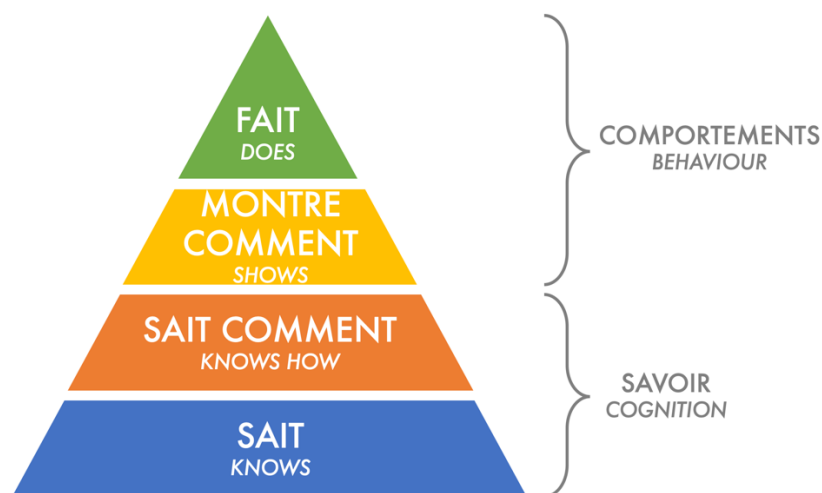 FAIT
DOES
MONTRE
COMMENT
SHOWS
SAIT COMMENT
KNOWS HOW
SAIT
KNOWS
COMPORTEMENTS
BEHAVIOUR
SAVOIR
COGNITION